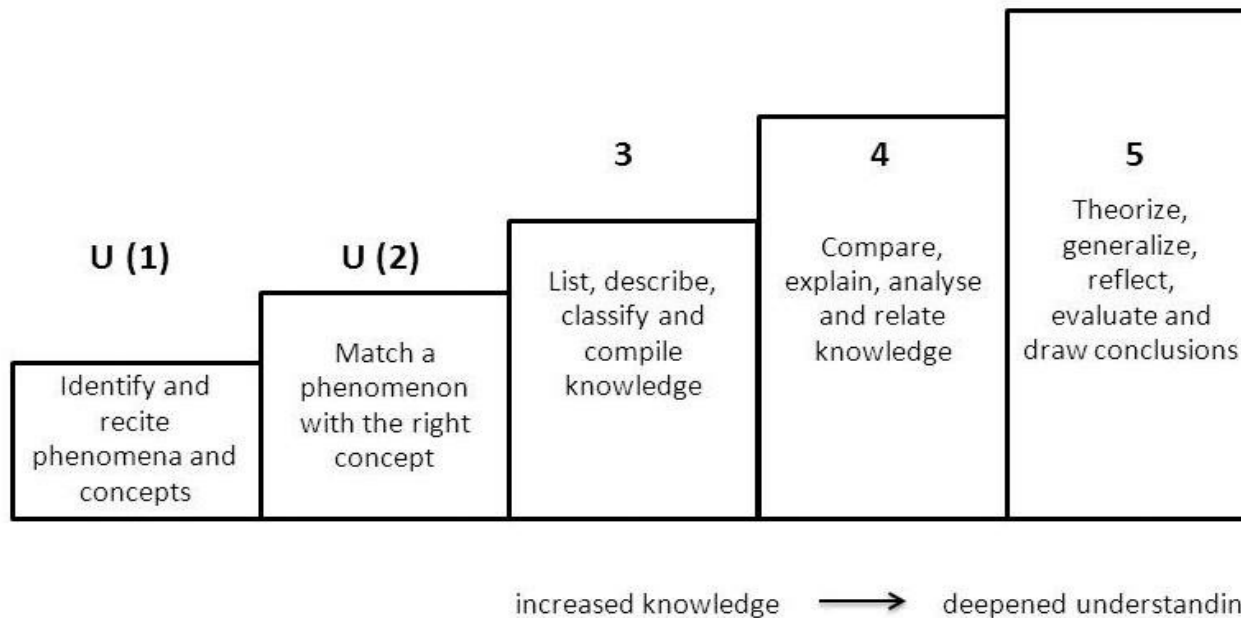 U (1)
Identify and
recite
phenomena and
concepts
U (2)
Match a
phenomenon
with the right
concept
3
List, describe,
classify and
compile
knowledge
4
Compare,
explain, analyse
and relate
knowledge
5
Theorize,
generalize,
reflect,
evaluate and
draw conclusions
increased knowledge → deepened understandin